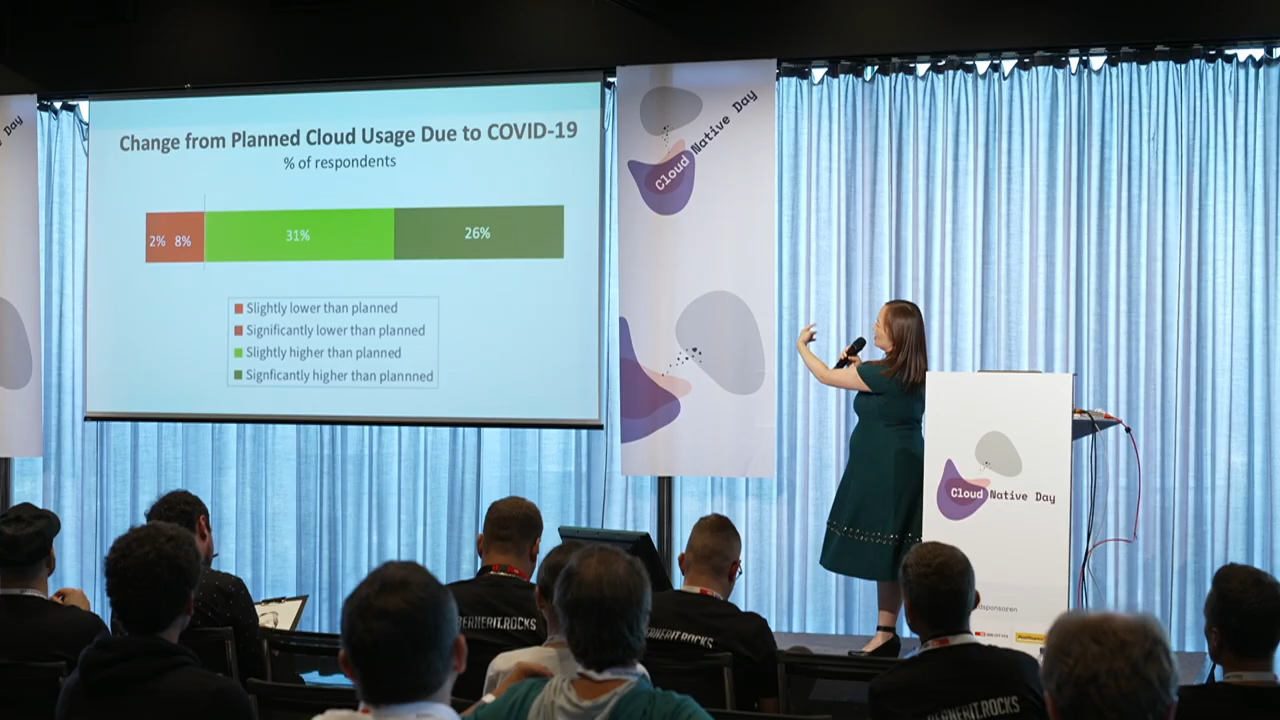 Change from Planned Cloud Usage Due to COVID-19
% of respondents
2% 8% 31% 26%
Slightly lower than planned
Significantly lower than planned
Slightly higher than planned
Signficantly higher than plannned
Day
Cloud Native Day
Cloud Native Day
dsponsoren
BERNERIT.ROCKS
BERNERIT.ROCKS
BERNERIT.ROCKS